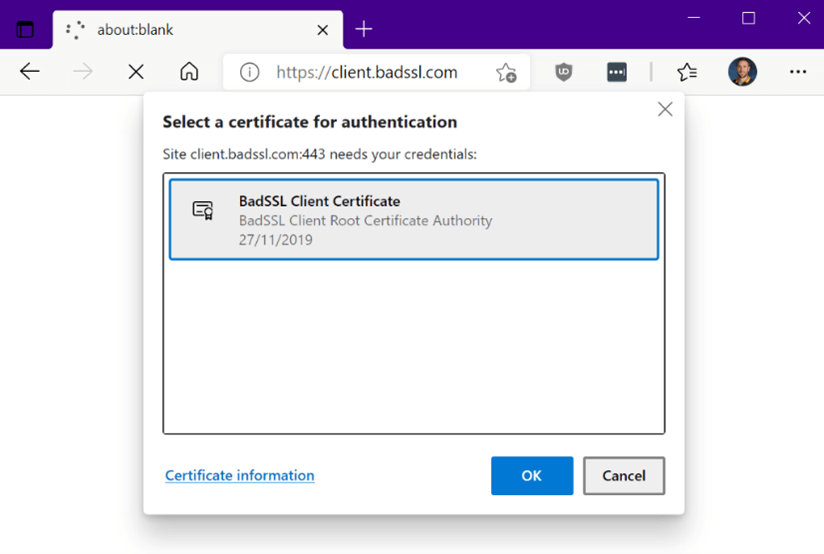 about:blank
https://client.badssl.com
Select a certificate for authentication
Site client.badssl.com:443 needs your credentials:
BadSSL Client Certificate
BadSSL Client Root Certificate Authority
27/11/2019
Certificate information
OK
Cancel